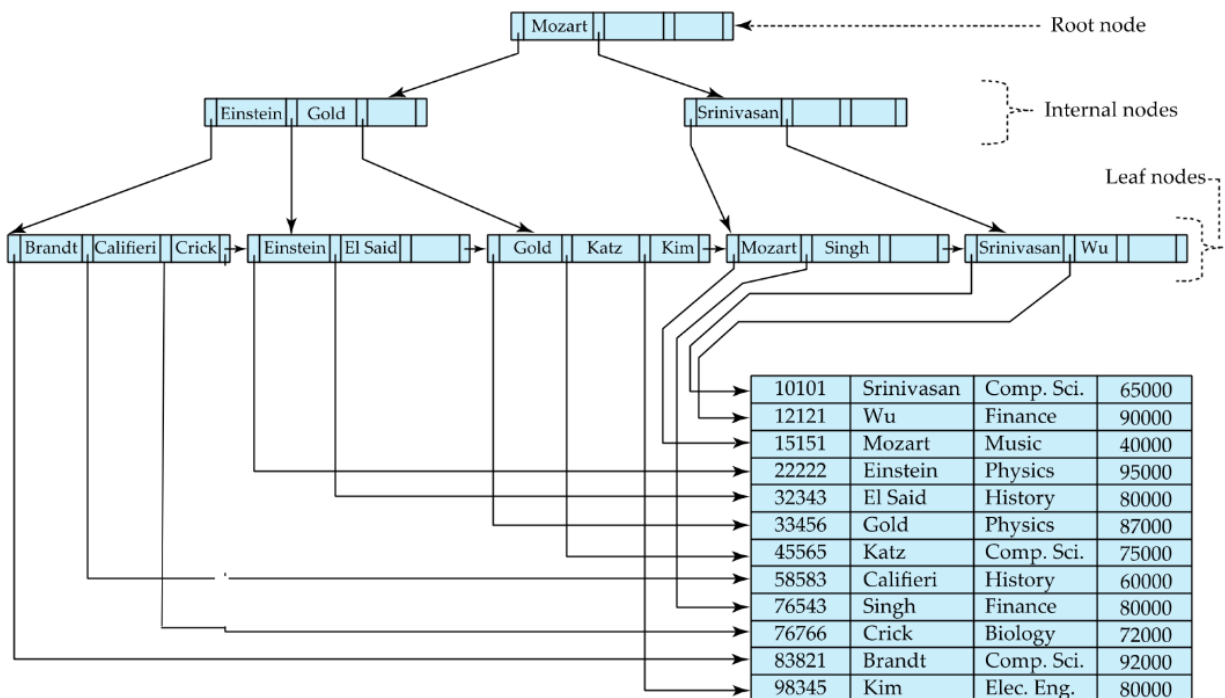 Mozart
Root node
Einstein Gold
Srinivasan
Internal nodes
Leaf nodes
Brandt Califieri Crick
Einstein El Said
Gold Katz Kim
Mozart Singh
Srinivasan Wu
10101 Srinivasan Comp. Sci. 65000
12121 Wu Finance 90000
15151 Mozart Music 40000
22222 Einstein Physics 95000
32343 El Said History 80000
33456 Gold Physics 87000
45565 Katz Comp. Sci. 75000
58583 Califieri History 60000
76543 Singh Finance 80000
76766 Crick Biology 72000
83821 Brandt Comp. Sci. 92000
98345 Kim Elec. Eng. 80000